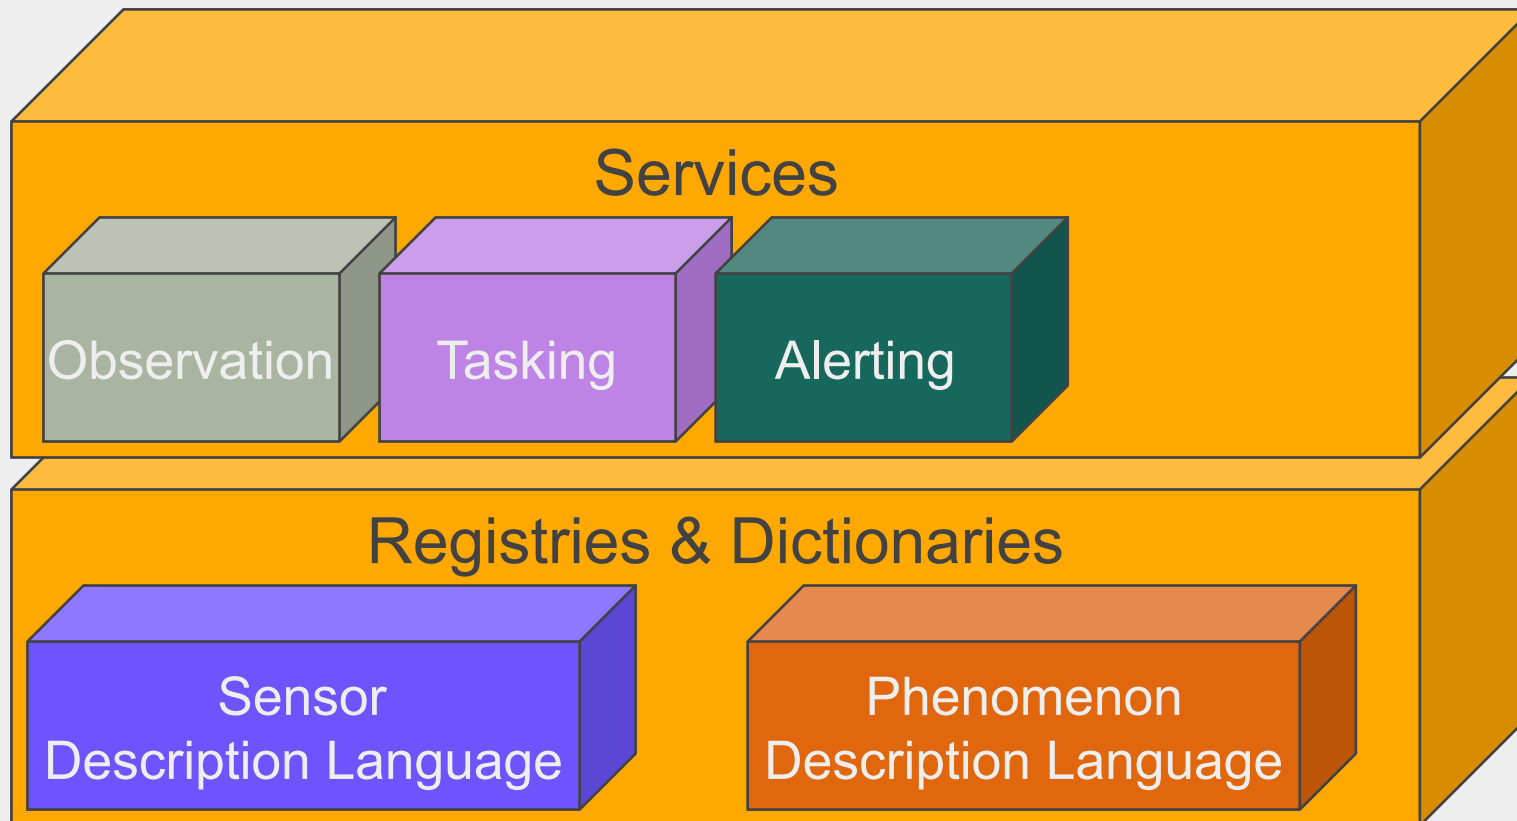 Services
Observation
Tasking
Alerting
Registries & Dictionaries
Sensor
Description Language
Phenomenon
Description Language